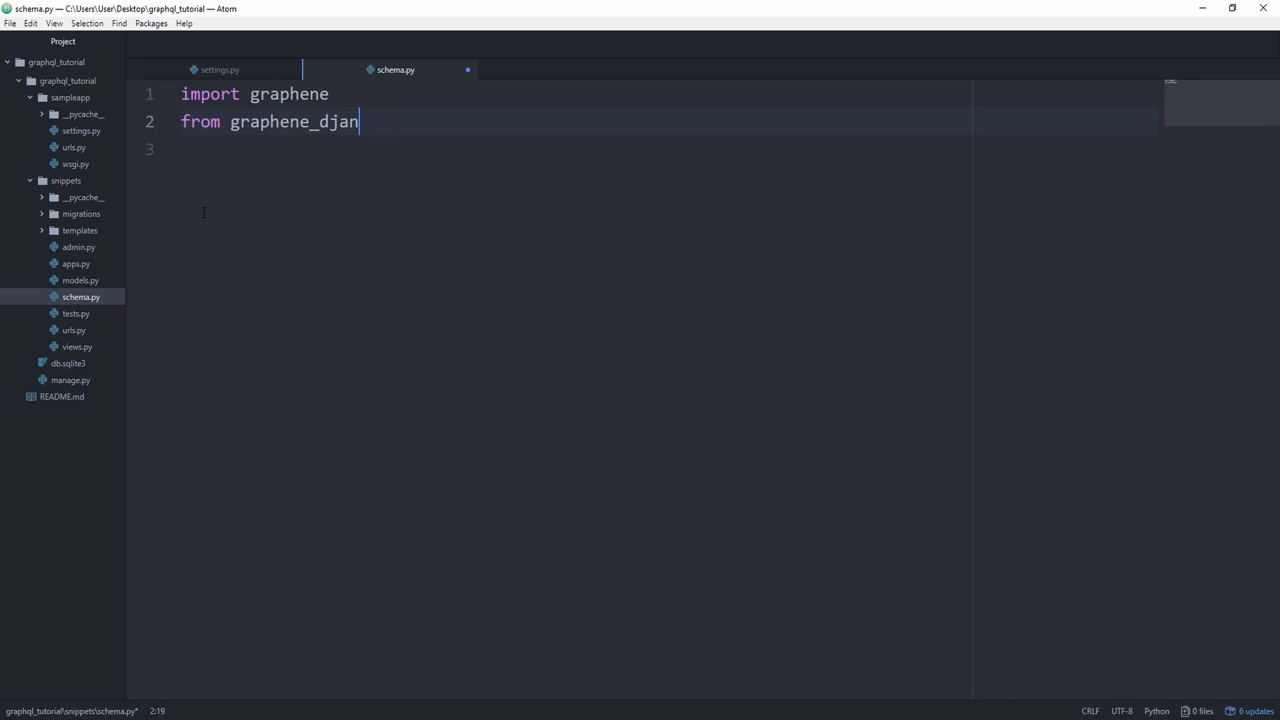 schema.py — C:\Users\User\Desktop\graphql_tutorial — Atom
File Edit View Selection Find Packages Help
Project
graphql_tutorial
graphql_tutorial
sampleapp
__pycache__
settings.py
urls.py
wsgi.py
snippets
__pycache__
migrations
templates
admin.py
apps.py
models.py
schema.py
tests.py
urls.py
views.py
db.sqlite3
manage.py
README.md
settings.py schema.py
1 import graphene
2 from graphene_djan
3
graphql_tutorial\snippets\schema.py* 2:19 CRLF UTF-8 Python 0 files 6 updates